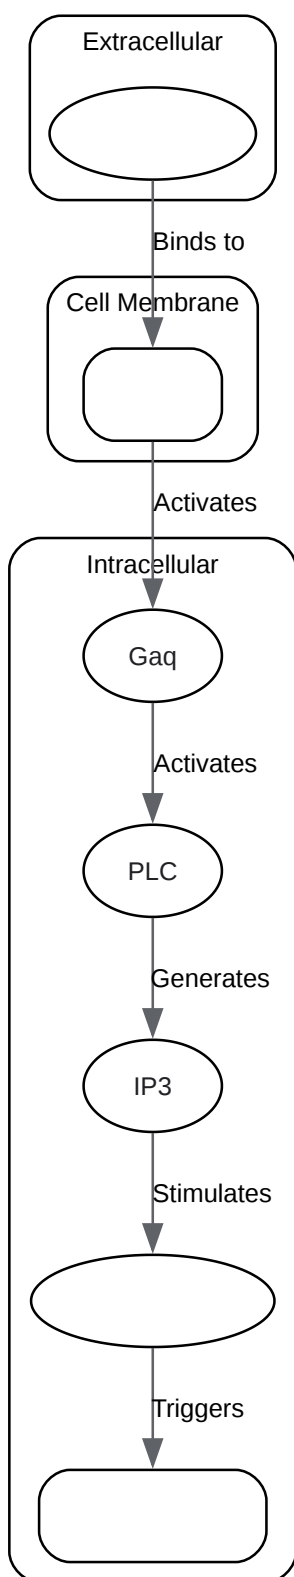 Extracellular
Binds to
Cell Membrane
Activates
Intracellular
Gaq
Activates
PLC
Generates
IP3
Stimulates
Triggers